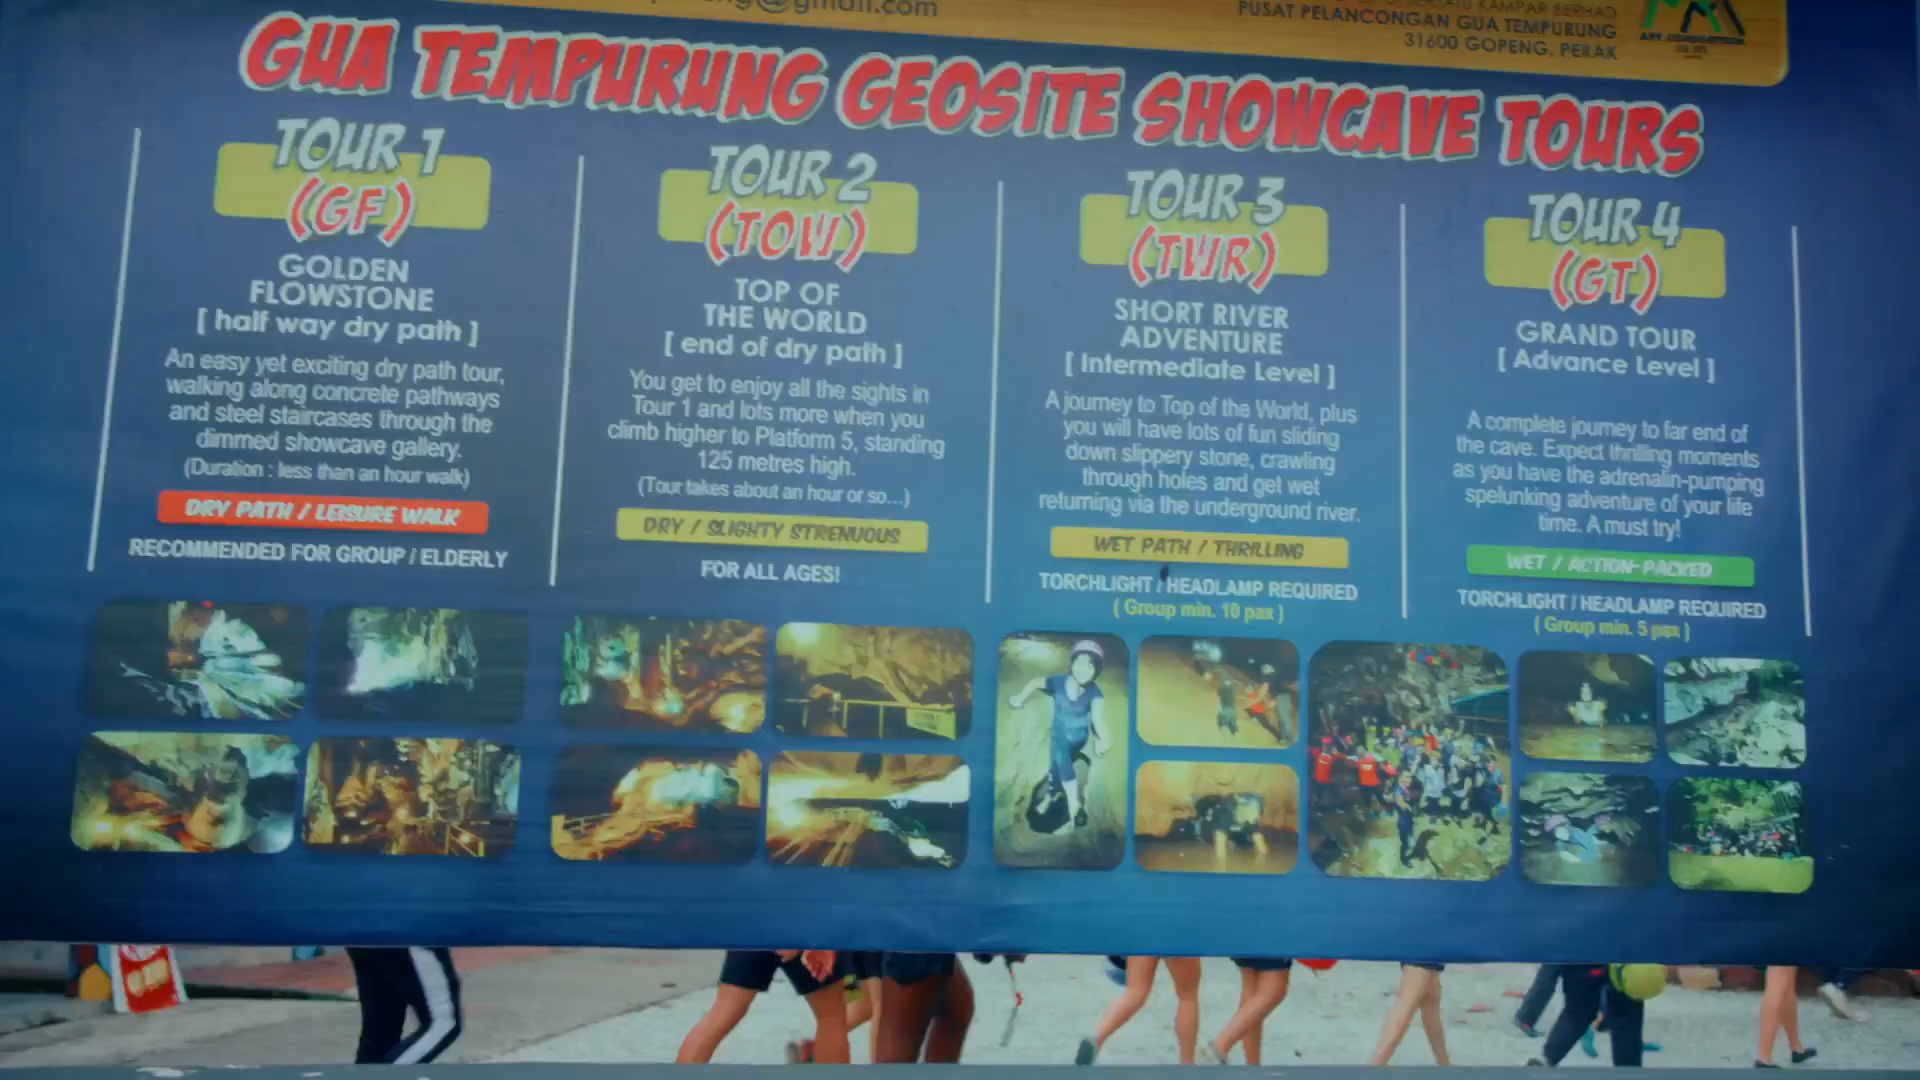 @gmail.com
KAMPAR BERHAD
PUSAT PELANCONGAN GUA TEMPURUNG
31600 GOPENG, PERAK
GUA TEMPURUNG GEOSITE SHOWCAVE TOURS
TOUR 1
(GF)
GOLDEN
FLOWSTONE
[ half way dry path ]
An easy yet exciting dry path tour,
walking along concrete pathways
and steel staircases through the
dimmed showcave gallery.
(Duration : less than an hour walk)
DRY PATH / LEISURE WALK
RECOMMENDED FOR GROUP / ELDERLY
TOUR 2
(TOW)
TOP OF
THE WORLD
[ end of dry path ]
You get to enjoy all the sights in
Tour 1 and lots more when you
climb higher to Platform 5, standing
125 metres high.
(Tour takes about an hour or so...)
DRY / SLIGHTY STRENUOUS
FOR ALL AGES!
TOUR 3
(TWR)
SHORT RIVER
ADVENTURE
[ Intermediate Level ]
A journey to Top of the World, plus
you will have lots of fun sliding
down slippery stone, crawling
through holes and get wet
returning via the underground river.
WET PATH / THRILLING
TORCHLIGHT / HEADLAMP REQUIRED
( Group min. 10 pax )
TOUR 4
(GT)
GRAND TOUR
[ Advance Level ]
A complete journey to far end of
the cave. Expect thrilling moments
as you have the adrenalin-pumping
spelunking adventure of your life
time. A must try!
WET / ACTION-PACKED
TORCHLIGHT / HEADLAMP REQUIRED
( Group min. 5 pax )